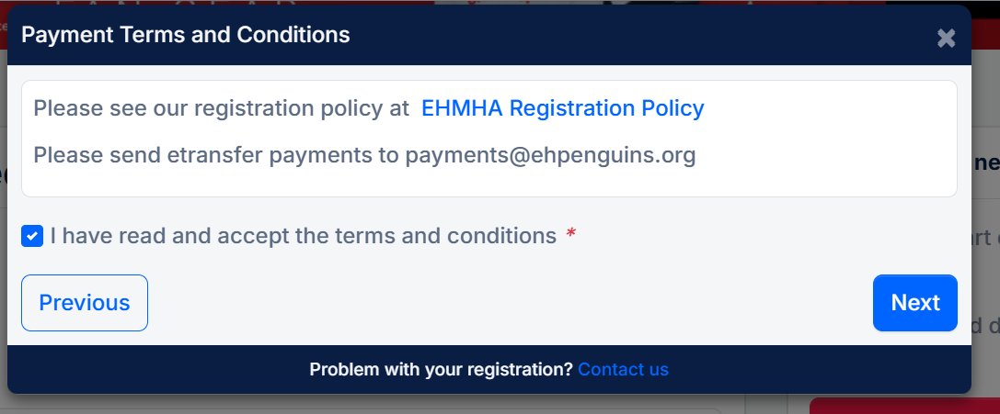 Payment Terms and Conditions
Please see our registration policy at EHMHA Registration Policy
Please send etransfer payments to payments@ehpenguins.org
I have read and accept the terms and conditions *
Previous
Next
Problem with your registration? Contact us